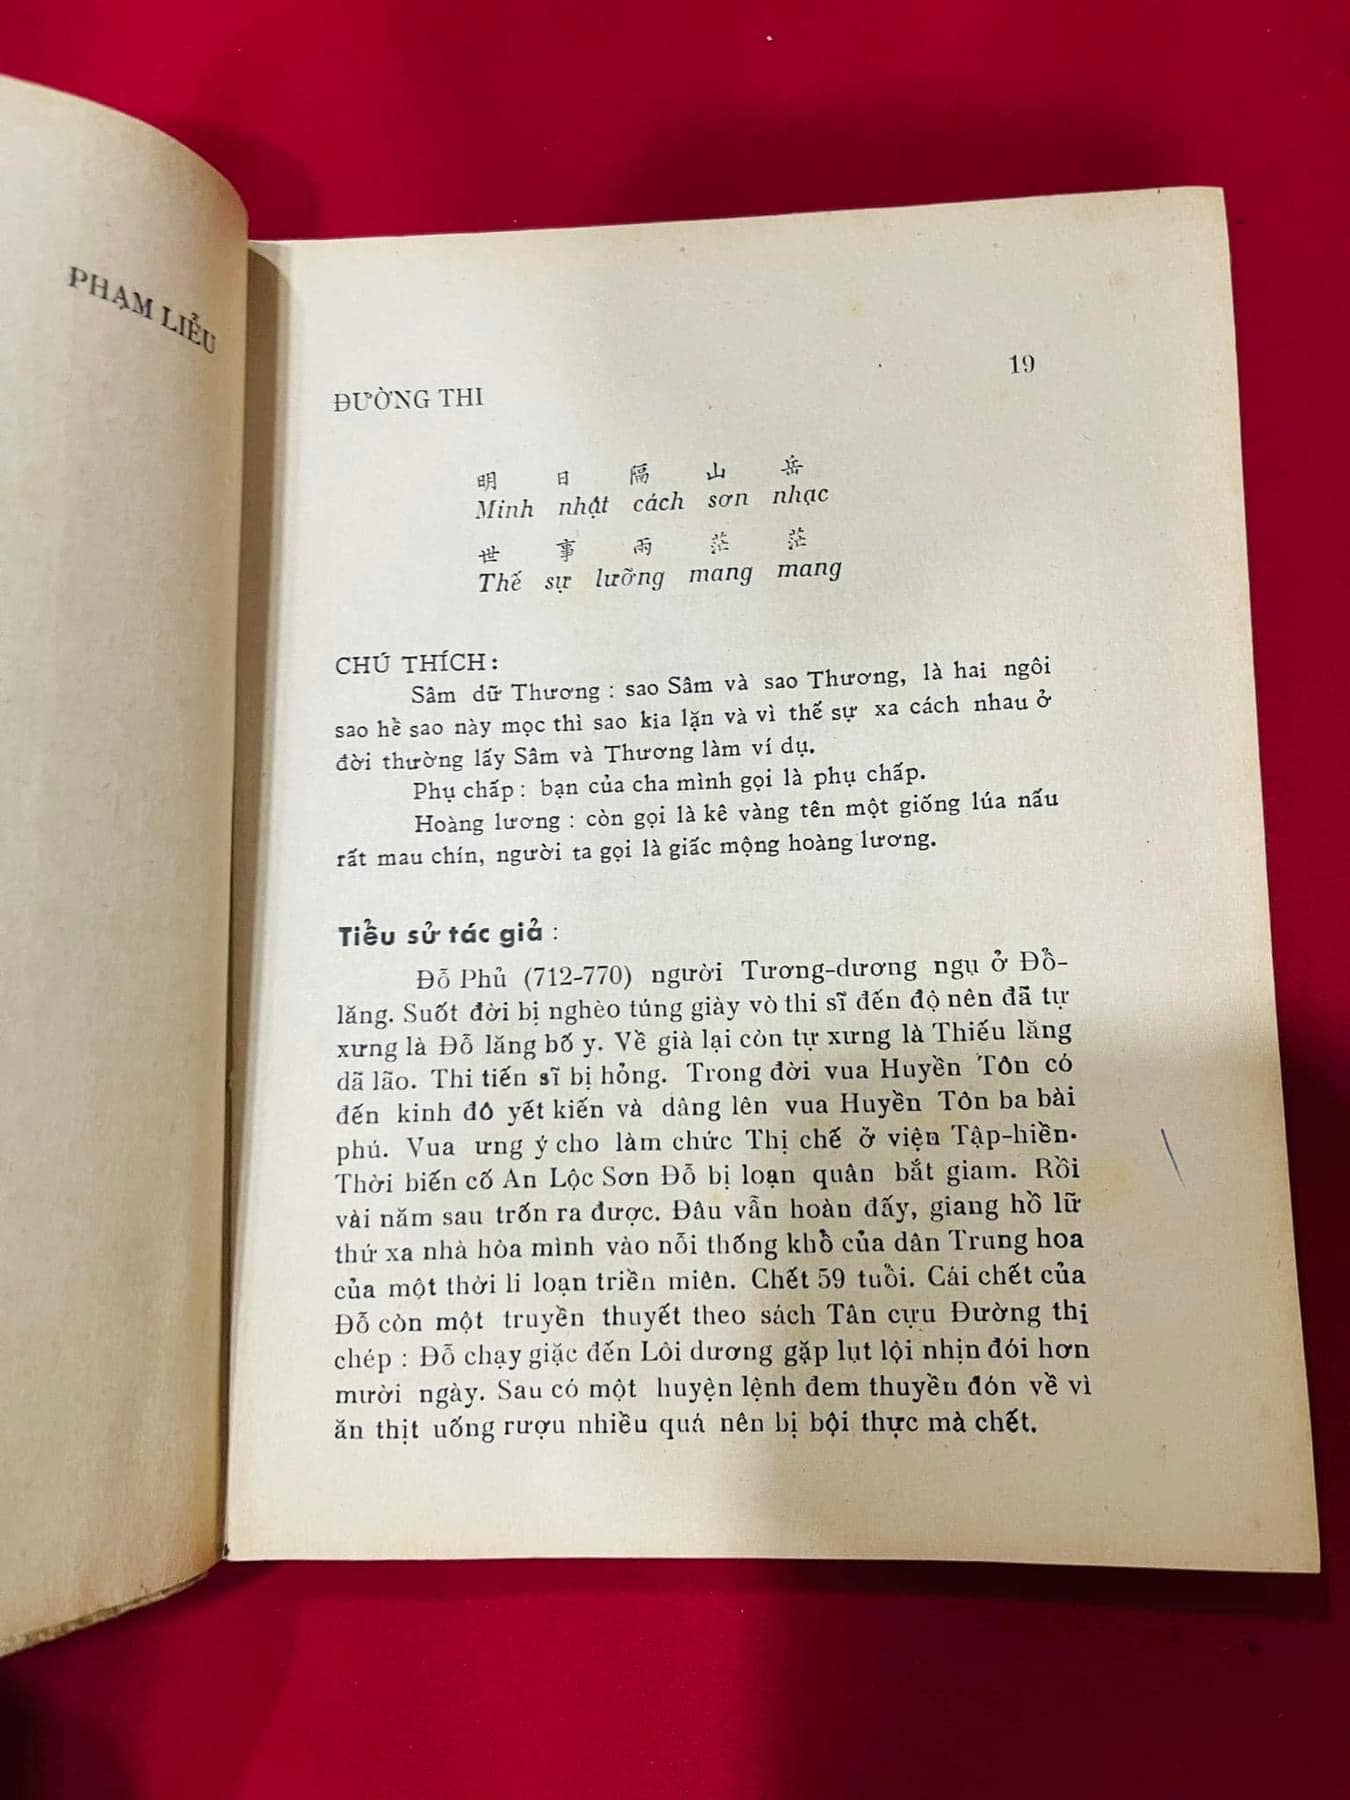 PHẠM LIỄU
ĐƯỜNG THI
19
明 日 隔 山 岳
Minh nhật cách sơn nhạc
世 事 兩 茫 茫
Thế sự lưỡng mang mang
CHÚ THÍCH :
Sâm dữ Thương : sao Sâm và sao Thương, là hai ngôi
sao hễ sao này mọc thì sao kia lặn và vì thế sự xa cách nhau ở
đời thường lấy Sâm và Thương làm ví dụ.
Phụ chấp : bạn của cha mình gọi là phụ chấp.
Hoàng lương : còn gọi là kê vàng tên một giống lúa nấu
rất mau chín, người ta gọi là giấc mộng hoàng lương.
Tiểu sử tác giả :
Đỗ Phủ (712-770) người Tương-dương ngụ ở Đỗ-
lăng. Suốt đời bị nghèo túng giày vò thi sĩ đến độ nên đã tự
xưng là Đỗ lăng bố y. Về già lại còn tự xưng là Thiếu lăng
dã lão. Thi tiến sĩ bị hỏng. Trong đời vua Huyền Tôn có
đến kinh đô yết kiến và dâng lên vua Huyền Tôn ba bài
phú. Vua ưng ý cho làm chức Thị chế ở viện Tập-hiền.
Thời biến cố An Lộc Sơn Đỗ bị loạn quân bắt giam. Rồi
vài năm sau trốn ra được. Đâu vẫn hoàn đấy, giang hồ lữ
thứ xa nhà hòa mình vào nỗi thống khổ của dân Trung hoa
của một thời li loạn triền miên. Chết 59 tuổi. Cái chết của
Đỗ còn một truyền thuyết theo sách Tân cựu Đường thị
chép : Đỗ chạy giặc đến Lôi dương gặp lụt lội nhịn đói hơn
mười ngày. Sau có một huyện lệnh đem thuyền đón về vì
ăn thịt uống rượu nhiều quá nên bị bội thực mà chết.